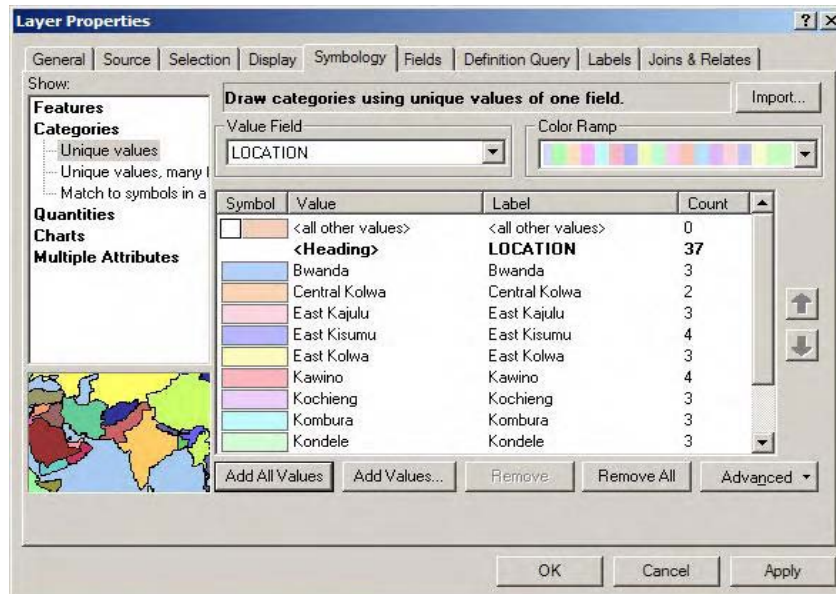 Layer Properties
General Source Selection Display Symbology Fields Definition Query Labels Joins & Relates
Show:
Features
Categories
Unique values
Unique values, many f
Match to symbols in a
Quantities
Charts
Multiple Attributes
Draw categories using unique values of one field.
Import...
Value Field
LOCATION
Color Ramp
Symbol Value Label Count
<all other values> <all other values> 0
<Heading> LOCATION 37
Bwanda Bwanda 3
Central Kolwa Central Kolwa 2
East Kajulu East Kajulu 3
East Kisumu East Kisumu 4
East Kolwa East Kolwa 3
Kawino Kawino 4
Kochieng Kochieng 3
Kombura Kombura 3
Kondele Kondele 3
Add All Values Add Values... Remove Remove All Advanced
OK Cancel Apply